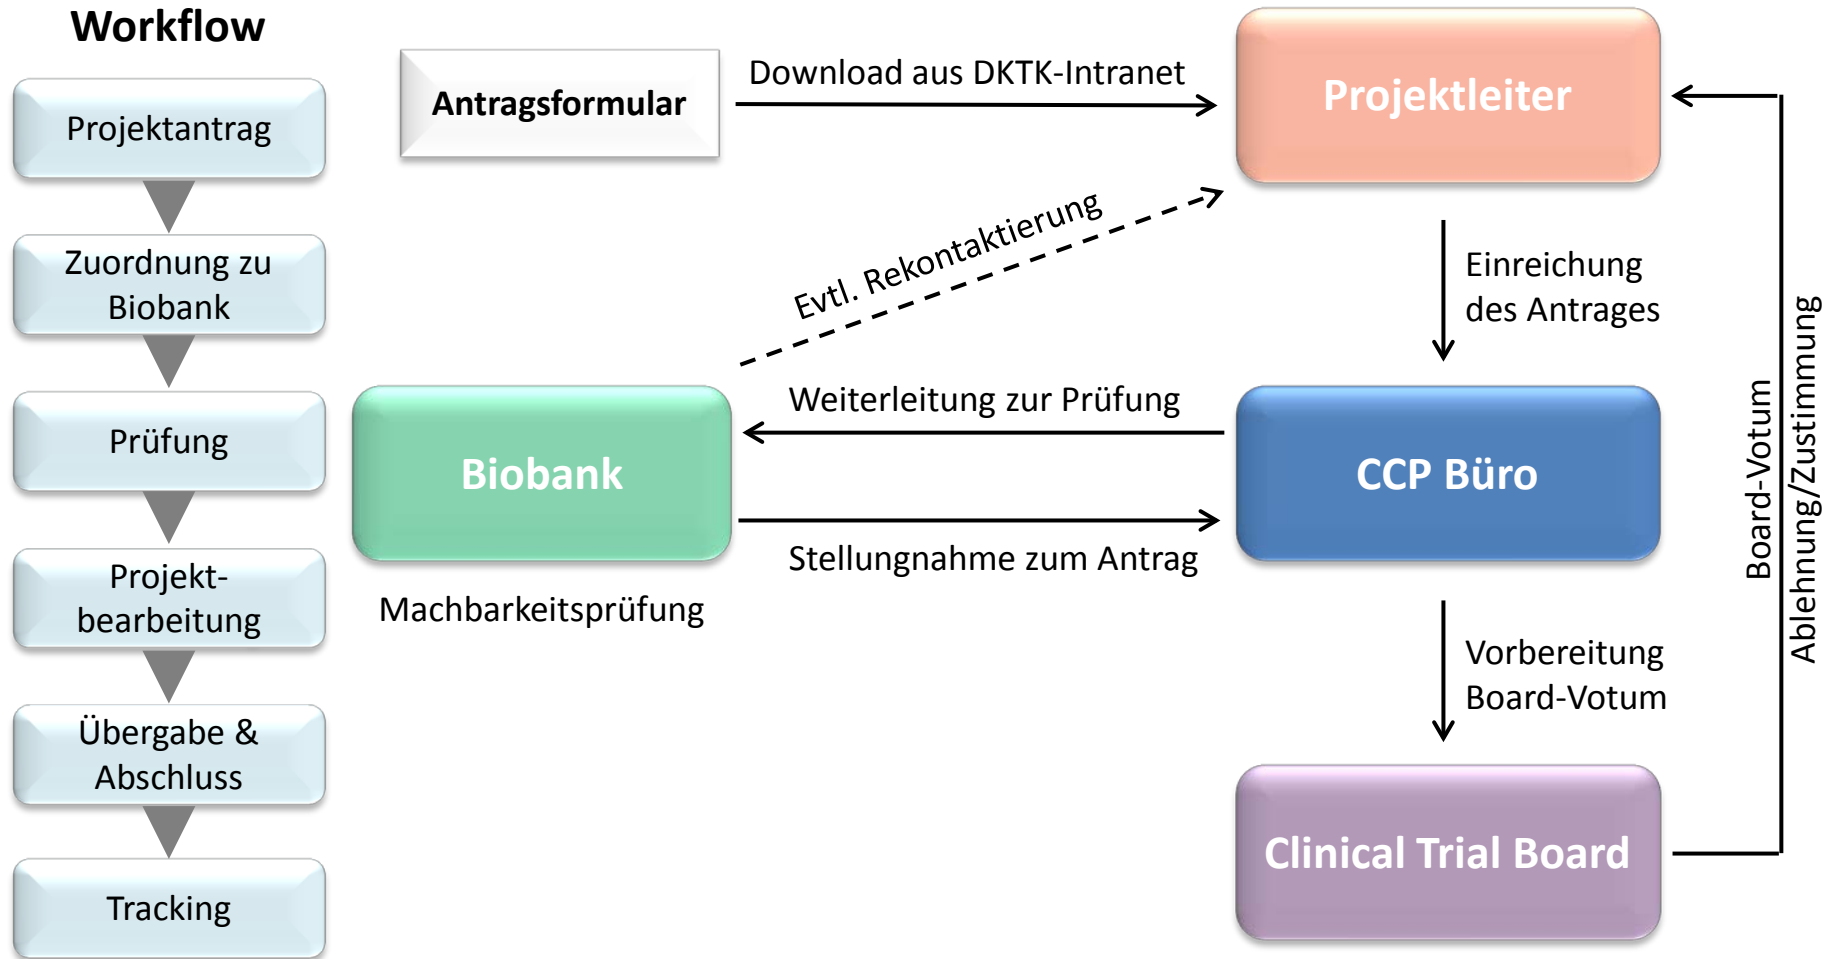 Workflow
Projektantrag
Zuordnung zu
Biobank
Prüfung
Projekt-
bearbeitung
Übergabe &
Abschluss
Tracking
Antragsformular
Download aus DKTK-Intranet
Projektleiter
Evtl. Rekontaktierung
Einreichung
des Antrages
Weiterleitung zur Prüfung
Biobank
CCP Büro
Stellungnahme zum Antrag
Machbarkeitsprüfung
Vorbereitung
Board-Votum
Clinical Trial Board
Board-Votum
Ablehnung/Zustimmung